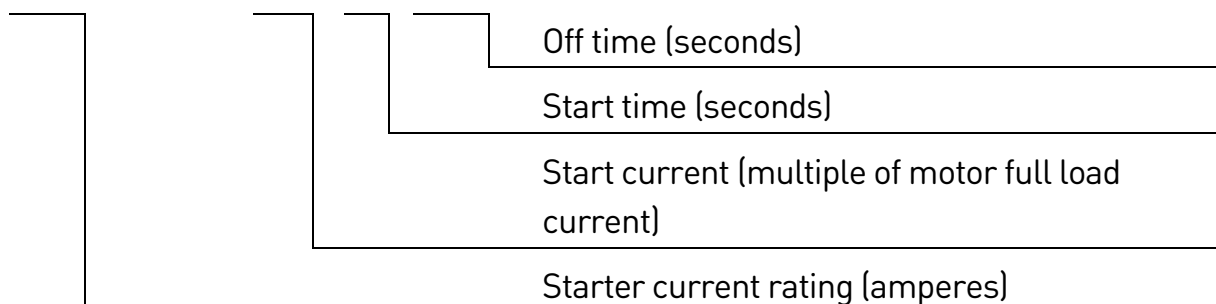 Off time (seconds)
Start time (seconds)
Start current (multiple of motor full load
current)
Starter current rating (amperes)